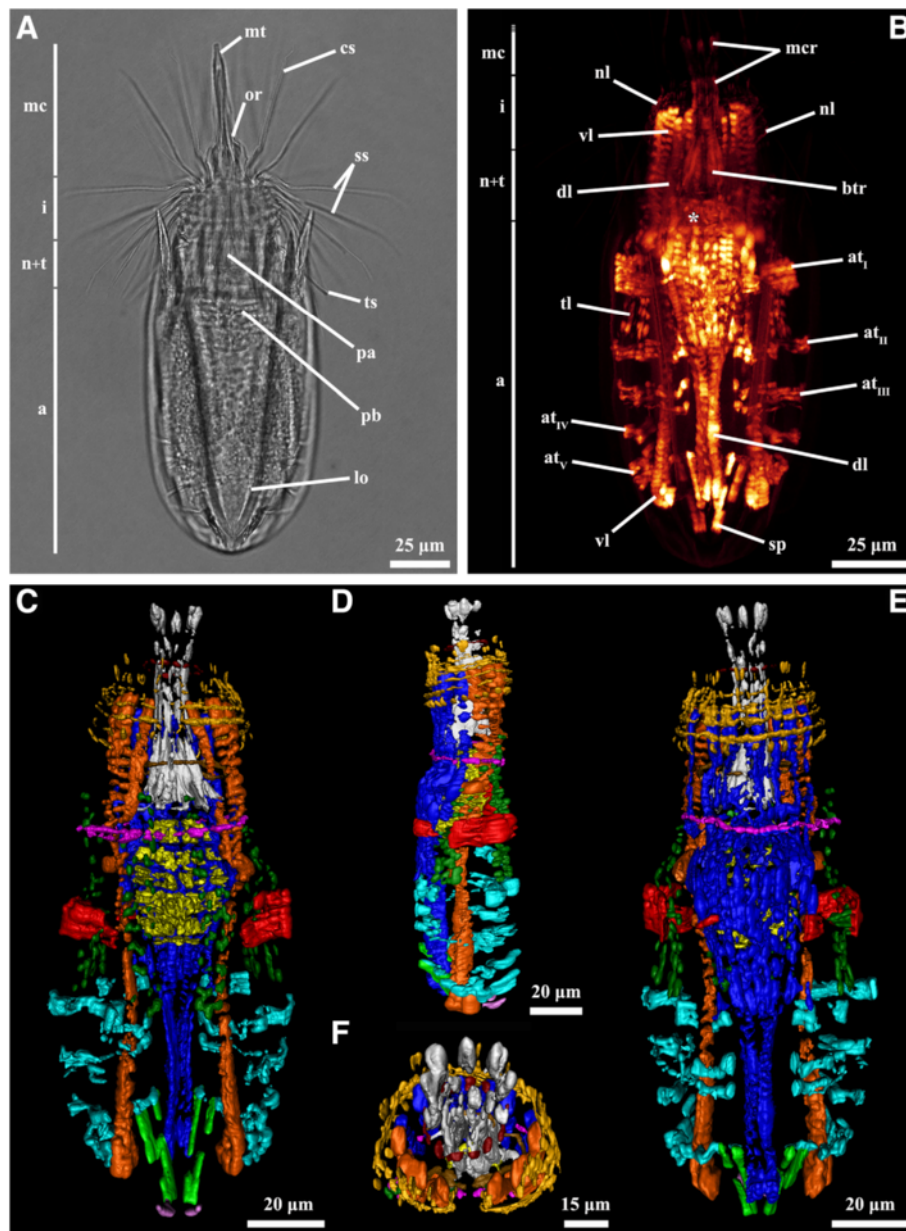 A
mt
cs
or
mc
ss
i
n+t
ts
pa
a
pb
lo
25 µm
B
mc
mcr
nl
i
nl
vl
n+t
dl
btr
*
atI
tl
atII
a
atIII
atIV
dl
atV
vl
sp
25 µm
C
D
E
20 µm
F
20 µm
15 µm
20 µm